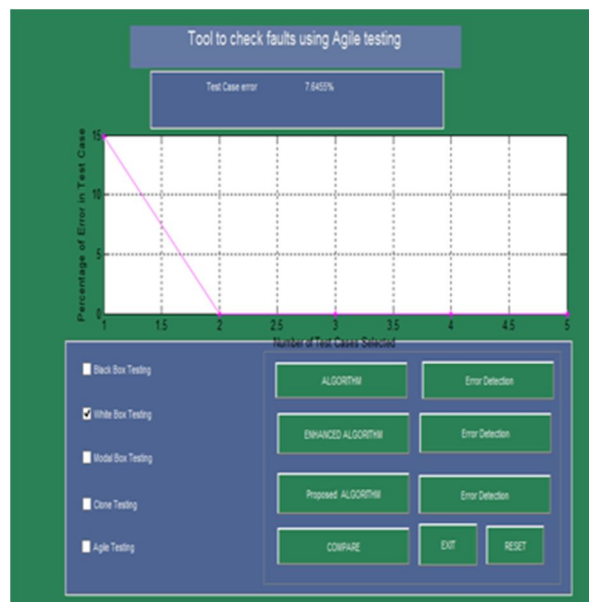 Tool to check faults using Agile testing
Test Case error 7.6455%
Percentage of Error in Test Case
15
10
5
0
1 1.5 2 2.5 3 3.5 4 4.5 5
Number of Test Cases Selected
Black Box Testing
White Box Testing
Modal Box Testing
Clone Testing
Agile Testing
ALGORITHM
Error Detection
ENHANCED ALGORITHM
Error Detection
Proposed ALGORITHM
Error Detection
COMPARE
EXIT
RESET